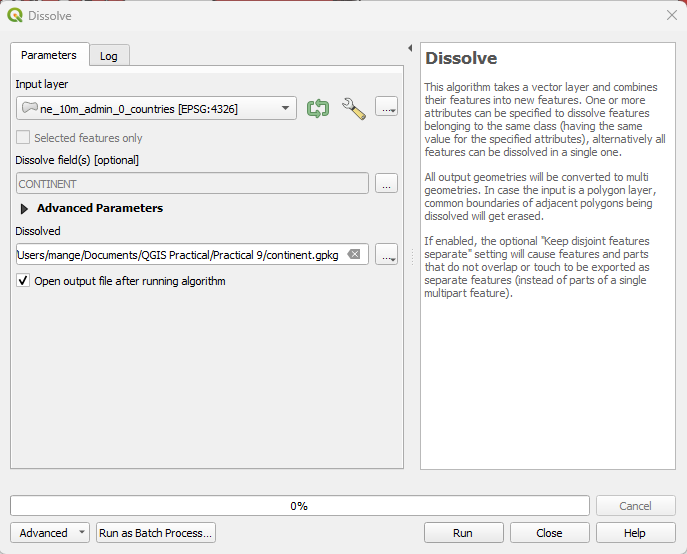 Dissolve
Parameters
Log
Input layer
ne_10m_admin_0_countries [EPSG:4326]
...
Selected features only
Dissolve field(s) [optional]
CONTINENT
...
Advanced Parameters
Dissolved
Users/mange/Documents/QGIS Practical/Practical 9/continent.gpkg
...
Open output file after running algorithm
Dissolve
This algorithm takes a vector layer and combines
their features into new features. One or more
attributes can be specified to dissolve features
belonging to the same class (having the same
value for the specified attributes), alternatively all
features can be dissolved in a single one.
All output geometries will be converted to multi
geometries. In case the input is a polygon layer,
common boundaries of adjacent polygons being
dissolved will get erased.
If enabled, the optional "Keep disjoint features
separate" setting will cause features and parts
that do not overlap or touch to be exported as
separate features (instead of parts of a single
multipart feature).
0%
Cancel
Advanced
Run as Batch Process...
Run
Close
Help